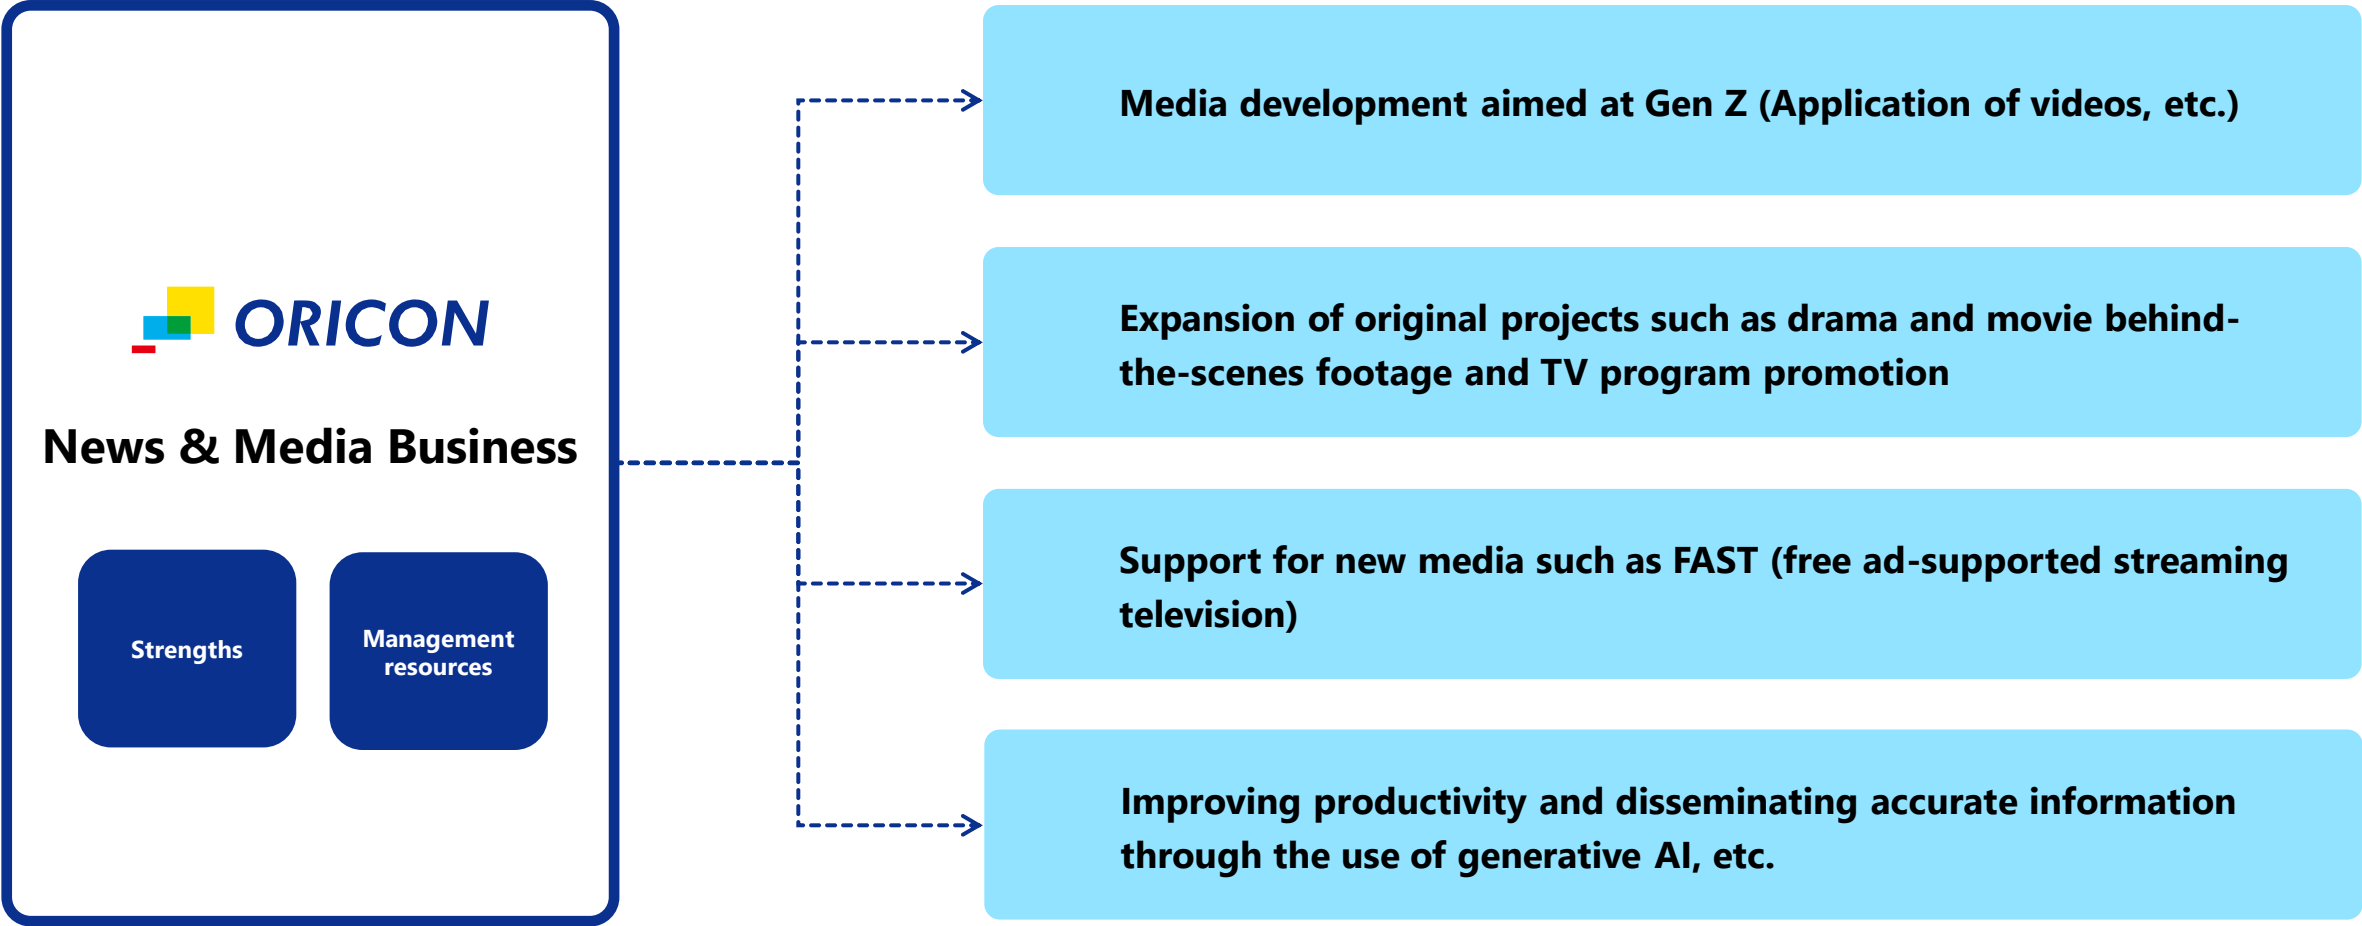 ORICON
News & Media Business
Strengths
Management
resources
Media development aimed at Gen Z (Application of videos, etc.)
Expansion of original projects such as drama and movie behind-
the-scenes footage and TV program promotion
Support for new media such as FAST (free ad-supported streaming
television)
Improving productivity and disseminating accurate information
through the use of generative AI, etc.